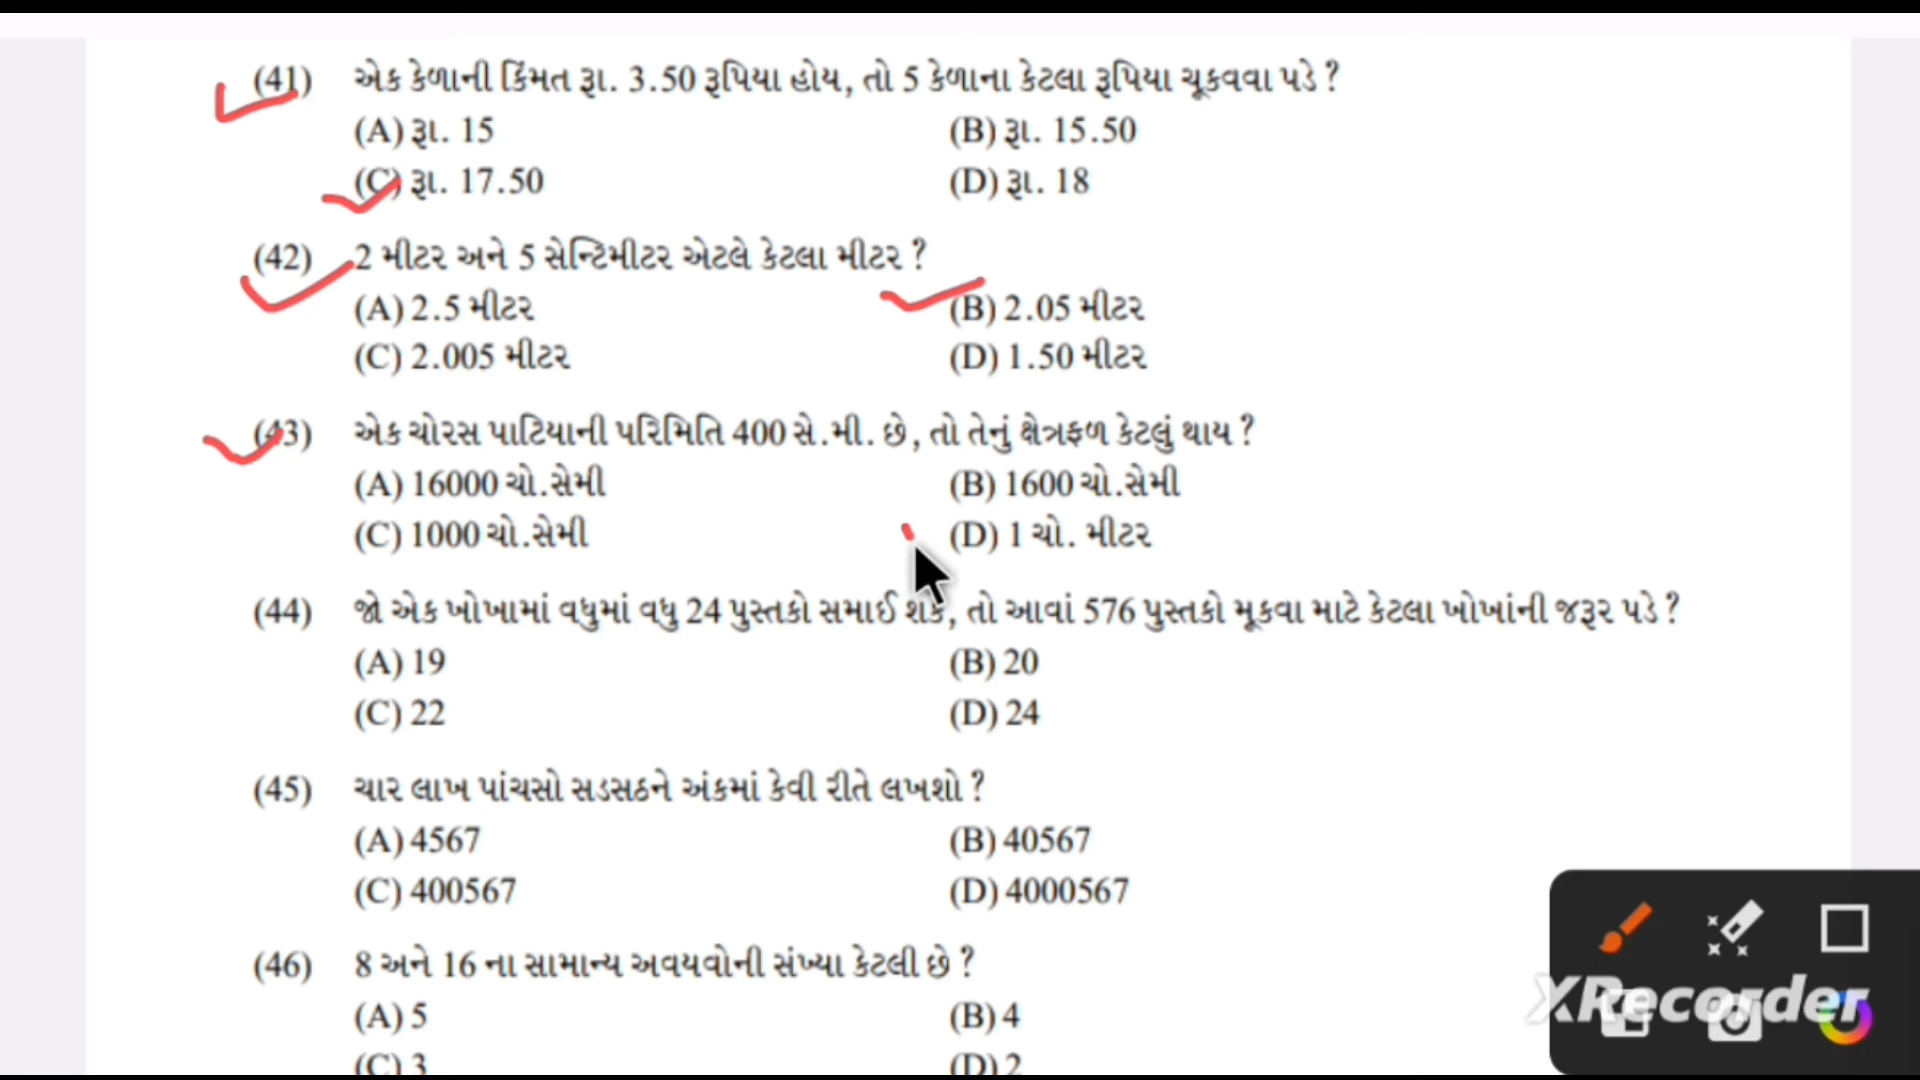 (41) એક કેળાની કિંમત રૂા. 3.50 રૂપિયા હોય, તો 5 કેળાના કેટલા રૂપિયા ચૂકવવા પડે ?
(A) રૂા. 15 (B) રૂા. 15.50
(C) રૂા. 17.50 (D) રૂા. 18
(42) 2 મીટર અને 5 સેન્ટિમીટર એટલે કેટલા મીટર ?
(A) 2.5 મીટર (B) 2.05 મીટર
(C) 2.005 મીટર (D) 1.50 મીટર
(43) એક ચોરસ પાટિયાની પરિમિતિ 400 સે.મી. છે, તો તેનું ક્ષેત્રફળ કેટલું થાય ?
(A) 16000 ચો.સેમી (B) 1600 ચો.સેમી
(C) 1000 ચો.સેમી (D) 1 ચો. મીટર
(44) જો એક ખોખામાં વધુમાં વધુ 24 પુસ્તકો સમાઈ શકે, તો આવાં 576 પુસ્તકો મૂકવા માટે કેટલા ખોખાંની જરૂર પડે ?
(A) 19 (B) 20
(C) 22 (D) 24
(45) ચાર લાખ પાંચસો સડસઠને અંકમાં કેવી રીતે લખશો ?
(A) 4567 (B) 40567
(C) 400567 (D) 4000567
(46) 8 અને 16 ના સામાન્ય અવયવોની સંખ્યા કેટલી છે ?
(A) 5 (B) 4
(C) 3 (D) 2
XRecorder